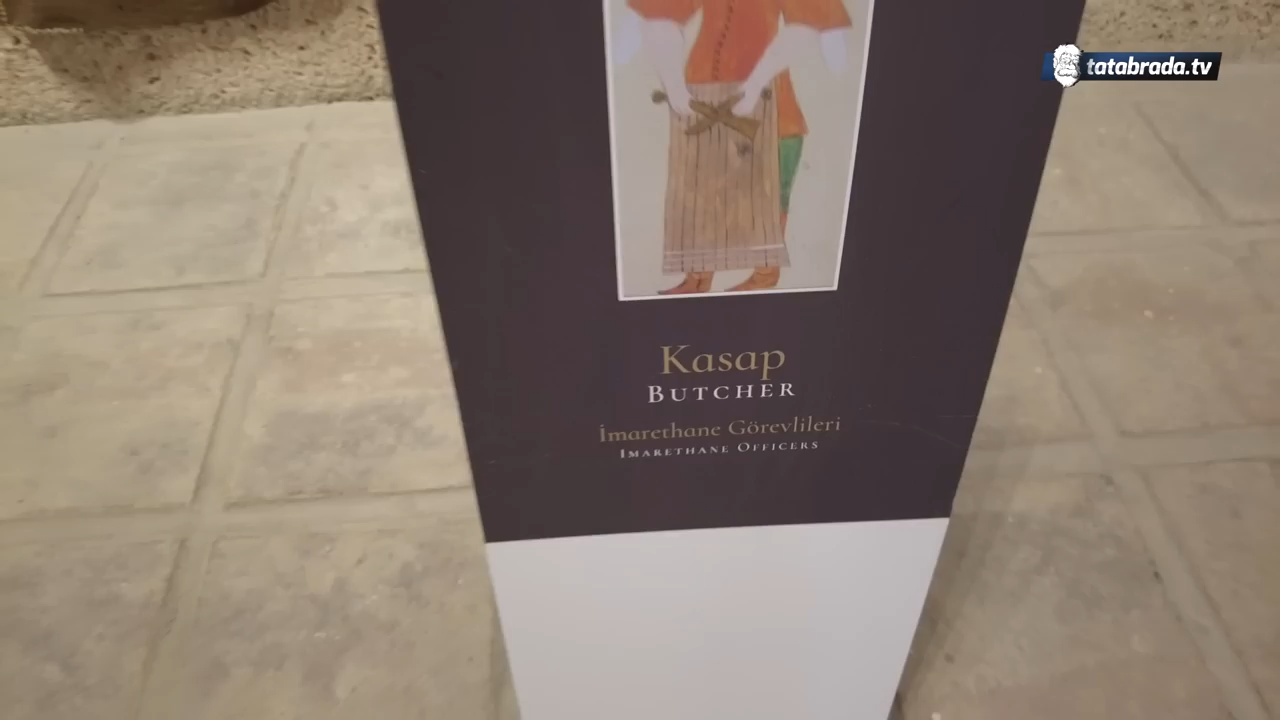 tatabrada.tv
Kasap
BUTCHER
İmarethane Görevlileri
IMARETHANE OFFICERS